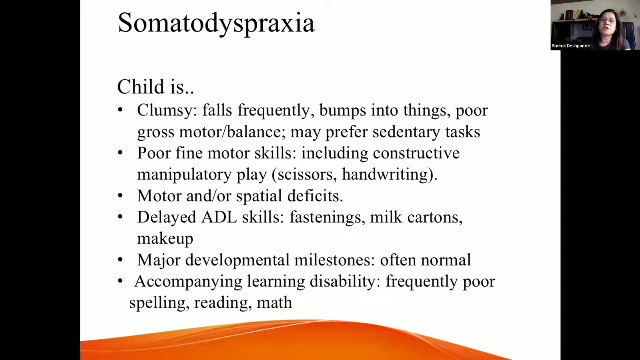 Somatodyspraxia
Child is..
• Clumsy: falls frequently, bumps into things, poor
gross motor/balance; may prefer sedentary tasks
• Poor fine motor skills: including constructive
manipulatory play (scissors, handwriting).
• Motor and/or spatial deficits.
• Delayed ADL skills: fastenings, milk cartons,
makeup
• Major developmental milestones: often normal
• Accompanying learning disability: frequently poor
spelling, reading, math
Deshpande